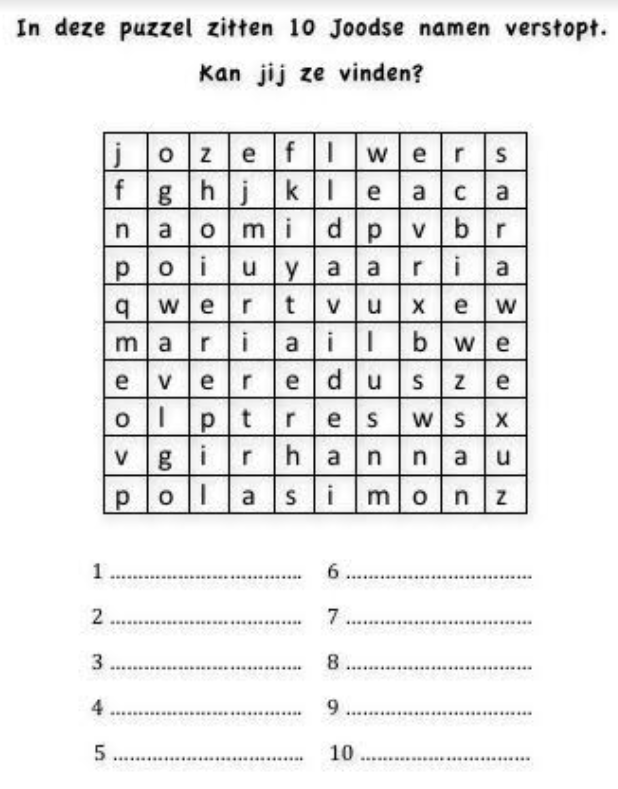 In deze puzzel zitten 10 Joodse namen verstopt.
Kan jij ze vinden?
j o z e f l w e r s
f g h j k l e a c a
n a o m i d p v b r
p o i u y a a r i a
q w e r t v u x e w
m a r i a i l b w e
e v e r e d u s z e
o l p t r e s w s x
v g i r h a n n a u
p o l a s i m o n z
1 .................................. 6 .................................
2 .................................. 7 .................................
3 .................................. 8 .................................
4 .................................. 9 .................................
5 .................................. 10 ..............................